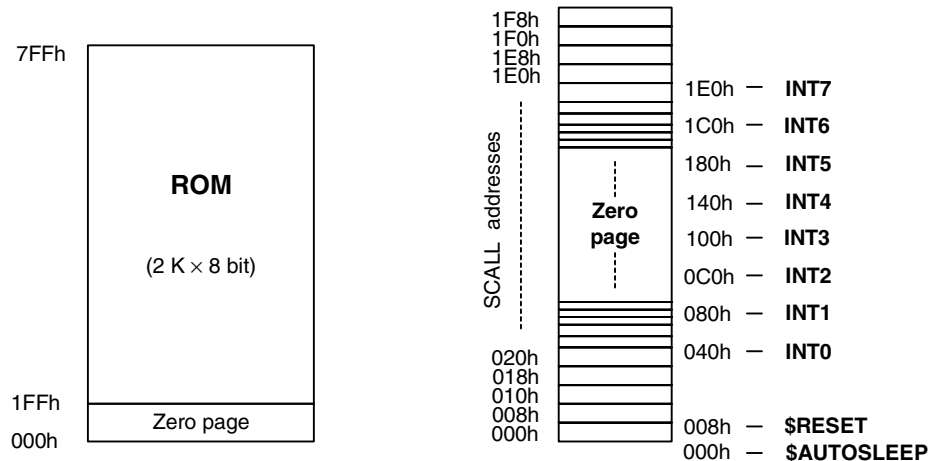 7FFh
ROM
(2 K × 8 bit)
1FFh
Zero page
000h
1F8h
1F0h
1E8h
1E0h
SCALL addresses
020h
018h
010h
008h
000h
Zero
page
1E0h — INT7
1C0h — INT6
180h — INT5
140h — INT4
100h — INT3
0C0h — INT2
080h — INT1
040h — INT0
008h — $RESET
000h — $AUTOSLEEP